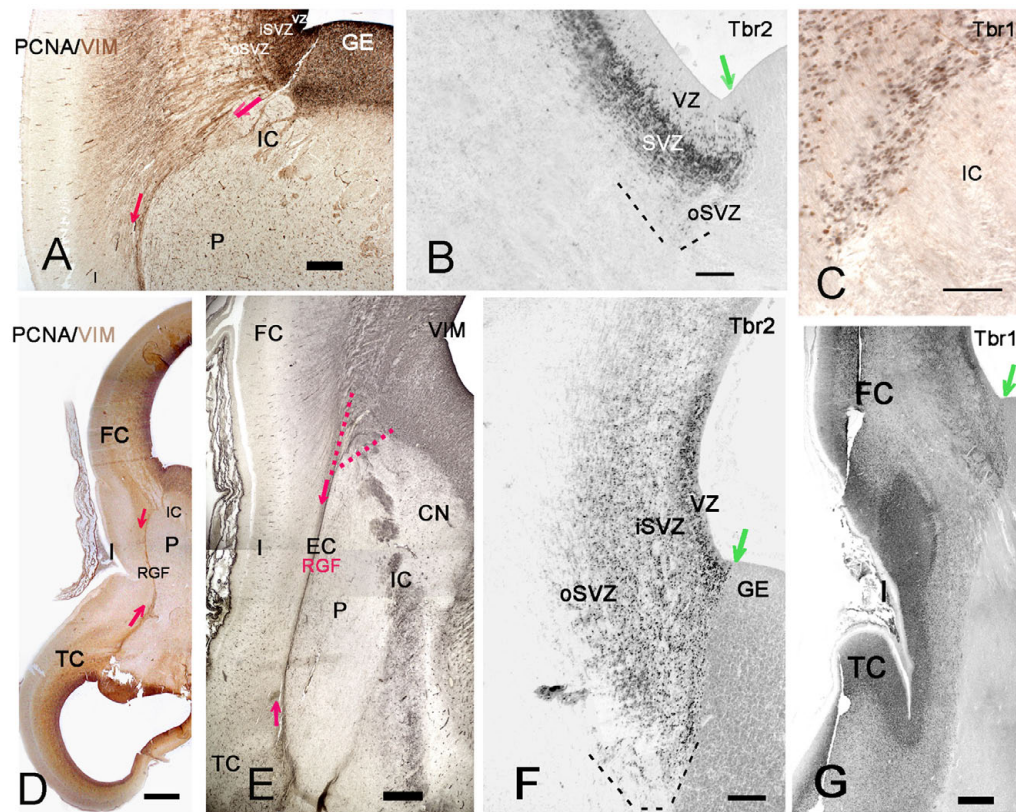 PCNA/VIM
oSVZ
iSVZ
VZ
GE
IC
P
I
A
Tbr2
VZ
SVZ
oSVZ
B
Tbr1
IC
C
PCNA/VIM
FC
IC
P
I
RGF
TC
D
FC
VIM
CN
I
EC
RGF
IC
P
TC
E
Tbr2
VZ
iSVZ
oSVZ
GE
F
Tbr1
FC
I
TC
G